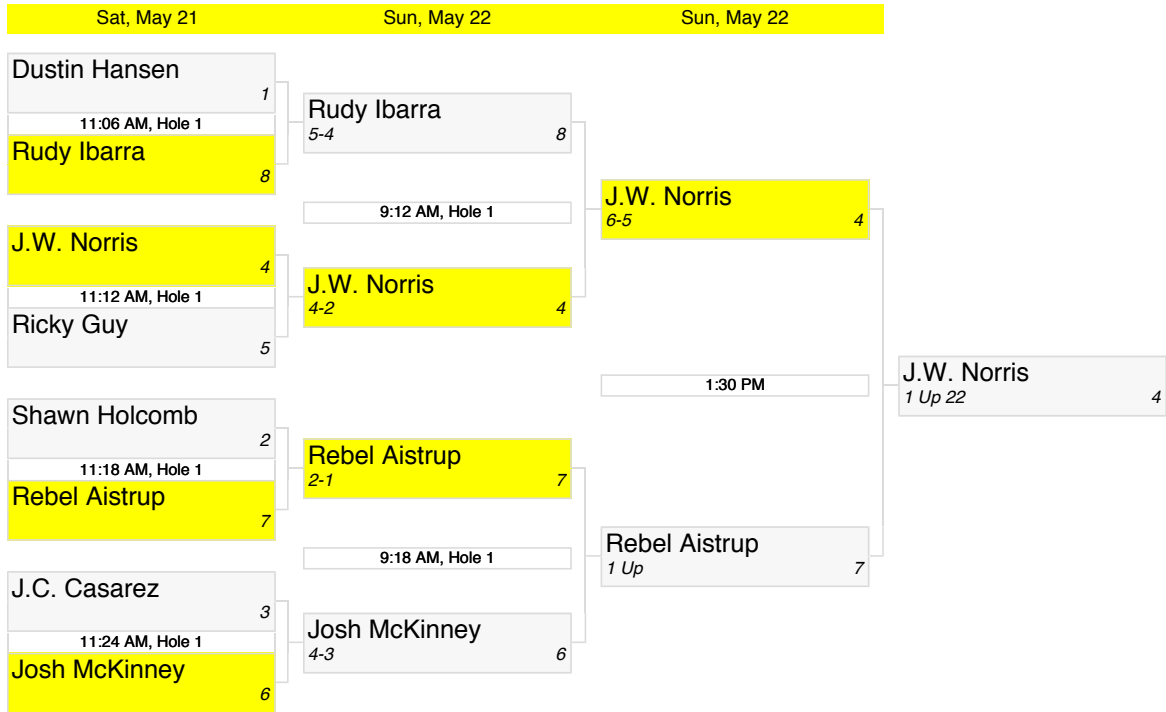 Sat, May 21
Sun, May 22
Sun, May 22
Dustin Hansen
1
11:06 AM, Hole 1
Rudy Ibarra
8
J.W. Norris
4
11:12 AM, Hole 1
Ricky Guy
5
Shawn Holcomb
2
11:18 AM, Hole 1
Rebel Aistrup
7
J.C. Casarez
3
11:24 AM, Hole 1
Josh McKinney
6
Rudy Ibarra
5-4 8
9:12 AM, Hole 1
J.W. Norris
4-2 4
Rebel Aistrup
2-1 7
9:18 AM, Hole 1
Josh McKinney
4-3 6
J.W. Norris
6-5 4
1:30 PM
Rebel Aistrup
1 Up 7
J.W. Norris
1 Up 22 4